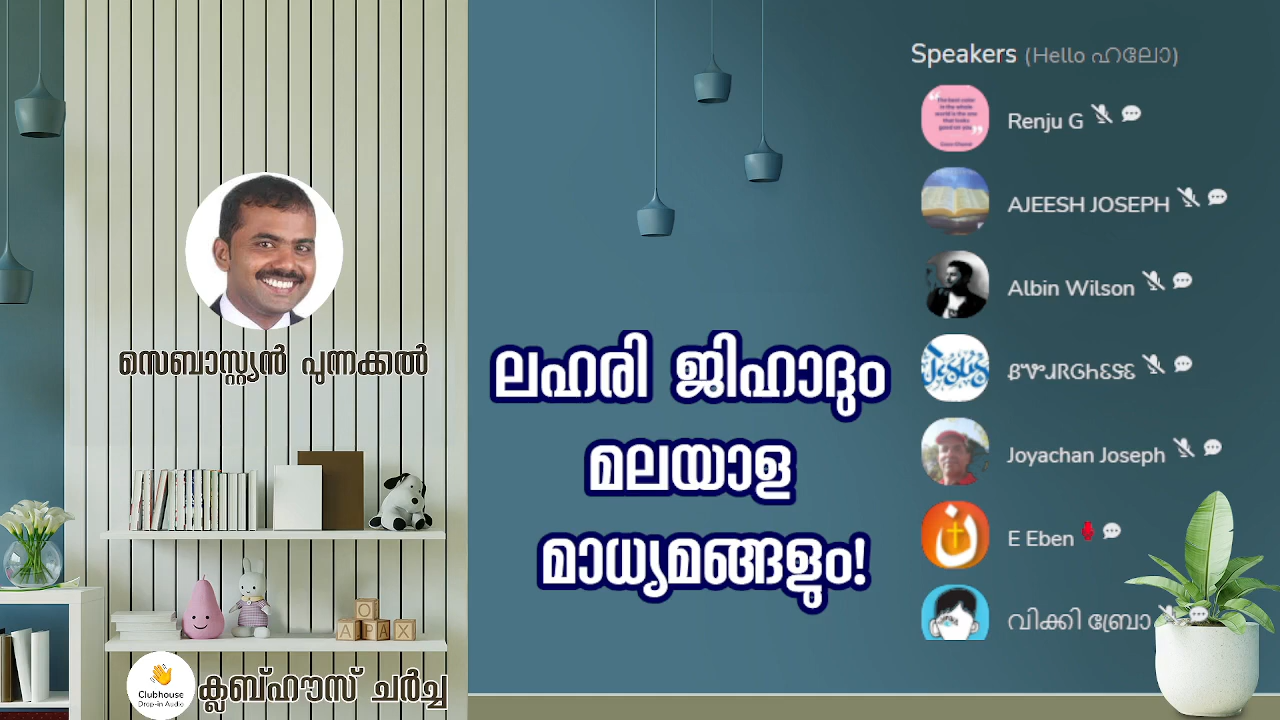 Speakers (Hello ഹലോ)
Renju G
AJEESH JOSEPH
Albin Wilson
Jesus
Joyachan Joseph
E Eben
വിക്കി ബ്രോ
സെബാസ്റ്റ്യൻ പുന്നക്കൽ
ലഹരി ജിഹാദും
മലയാള
മാധ്യമങ്ങളും!
Clubhouse
Drop-in Audio
ക്ലബ്ഹൗസ് ചർച്ച